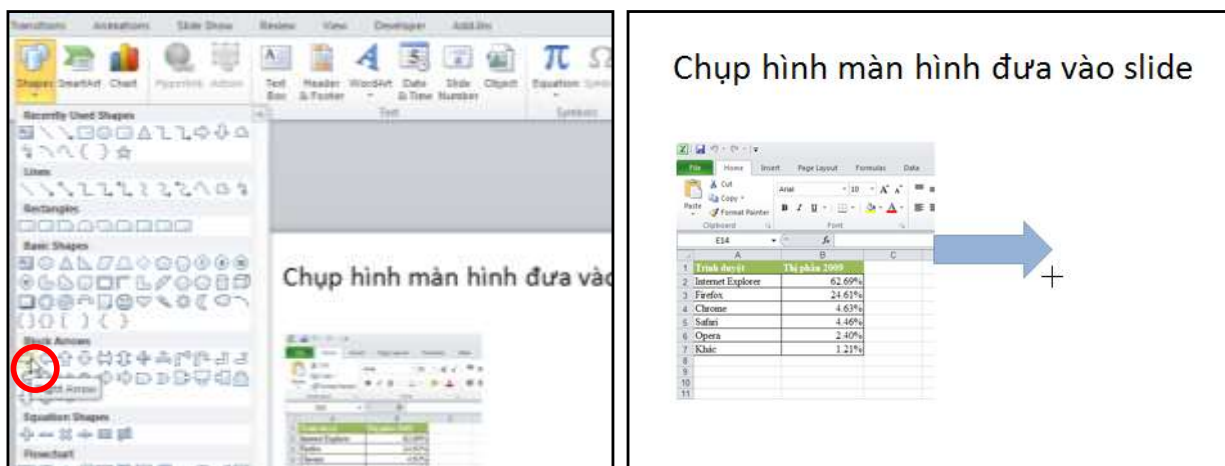 Transitions Animations Slide Show Review View Developer Add-Ins
Shapes SmartArt Chart Hyperlink Action Text Box Header & Footer WordArt Date & Time Slide Number Object Equation
Text Symbols
Recently Used Shapes
Lines
Rectangles
Basic Shapes
Block Arrows
Right Arrow
Equation Shapes
Flowchart
Chụp hình màn hình đưa vào
Chụp hình màn hình đưa vào slide
File Home Insert Page Layout Formulas Data
Paste
Cut
Copy
Format Painter
Arial 10
B I U
Clipboard Font
E14 fx
A B C
1 Trình duyệt Thị phần 2009
2 Internet Explorer 62.69%
3 Firefox 24.61%
4 Chrome 4.63%
5 Safari 4.46%
6 Opera 2.40%
7 Khác 1.21%
8
9
10
11